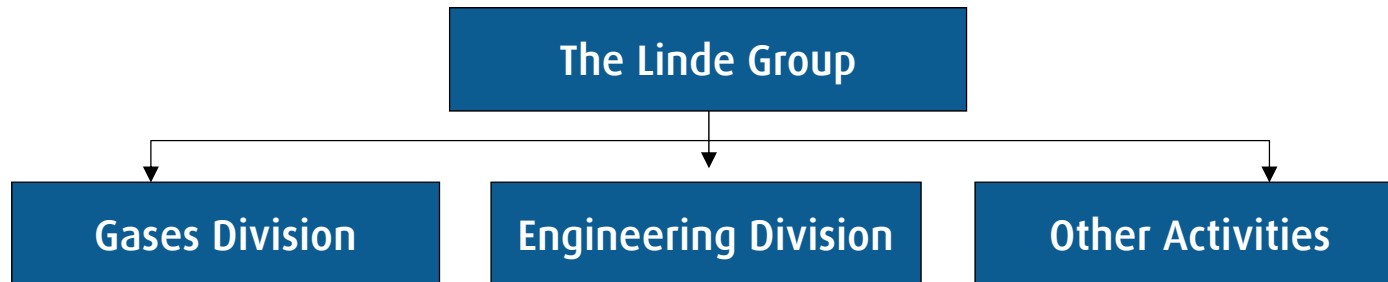 The Linde Group
Gases Division
Engineering Division
Other Activities